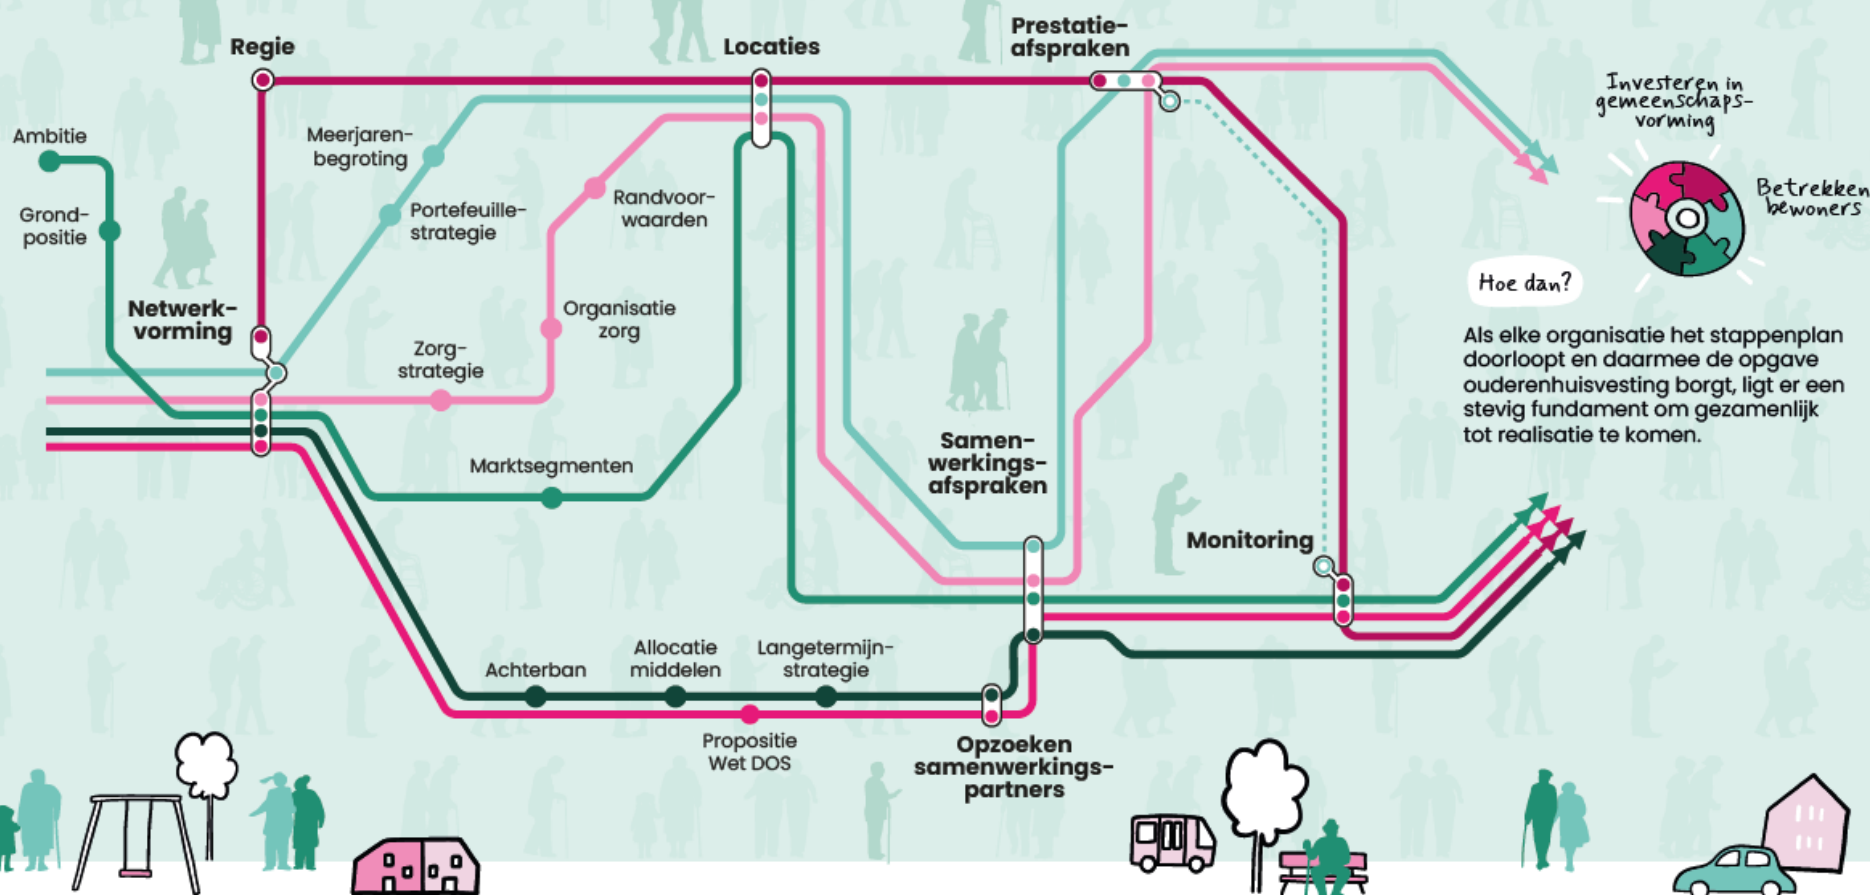 Regie
Locaties
Prestatie-
afspraken
Ambitie
Grond-
positie
Netwerk-
vorming
Meerjaren-
begroting
Portefeuille-
strategie
Randvoor-
waarden
Organisatie
zorg
Zorg-
strategie
Marktsegmenten
Samen-
werkings-
afspraken
Monitoring
Achterban
Allocatie
middelen
Langetermijn-
strategie
Propositie
Wet DOS
Opzoeken
samenwerkings-
partners
Investeren in
gemeenschaps-
vorming
Betrekken
bewoners
Hoe dan?
Als elke organisatie het stappenplan
doorloopt en daarmee de opgave
ouderenhuisvesting borgt, ligt er een
stevig fundament om gezamenlijk
tot realisatie te komen.